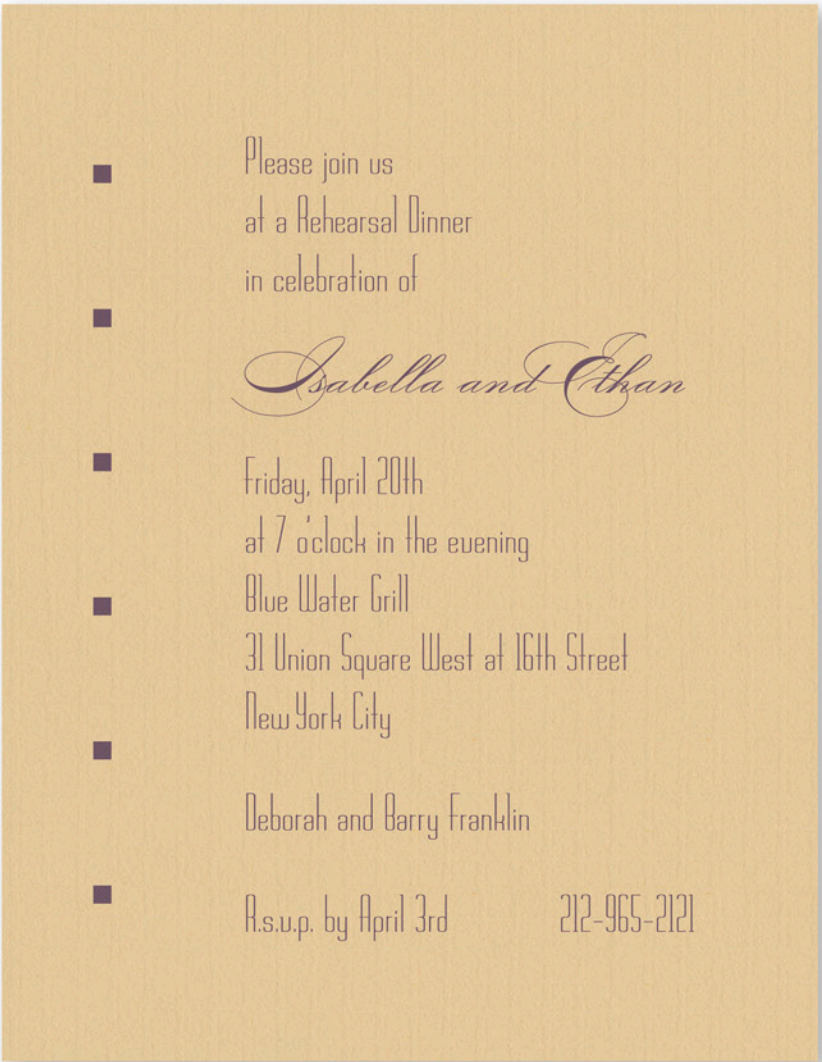 Please join us
at a Rehearsal Dinner
in celebration of
Isabella and Ethan
Friday, April 20th
at 7 o'clock in the evening
Blue Water Grill
31 Union Square West at 16th Street
New York City
Deborah and Barry Franklin
R.s.v.p. by April 3rd 212-965-2121